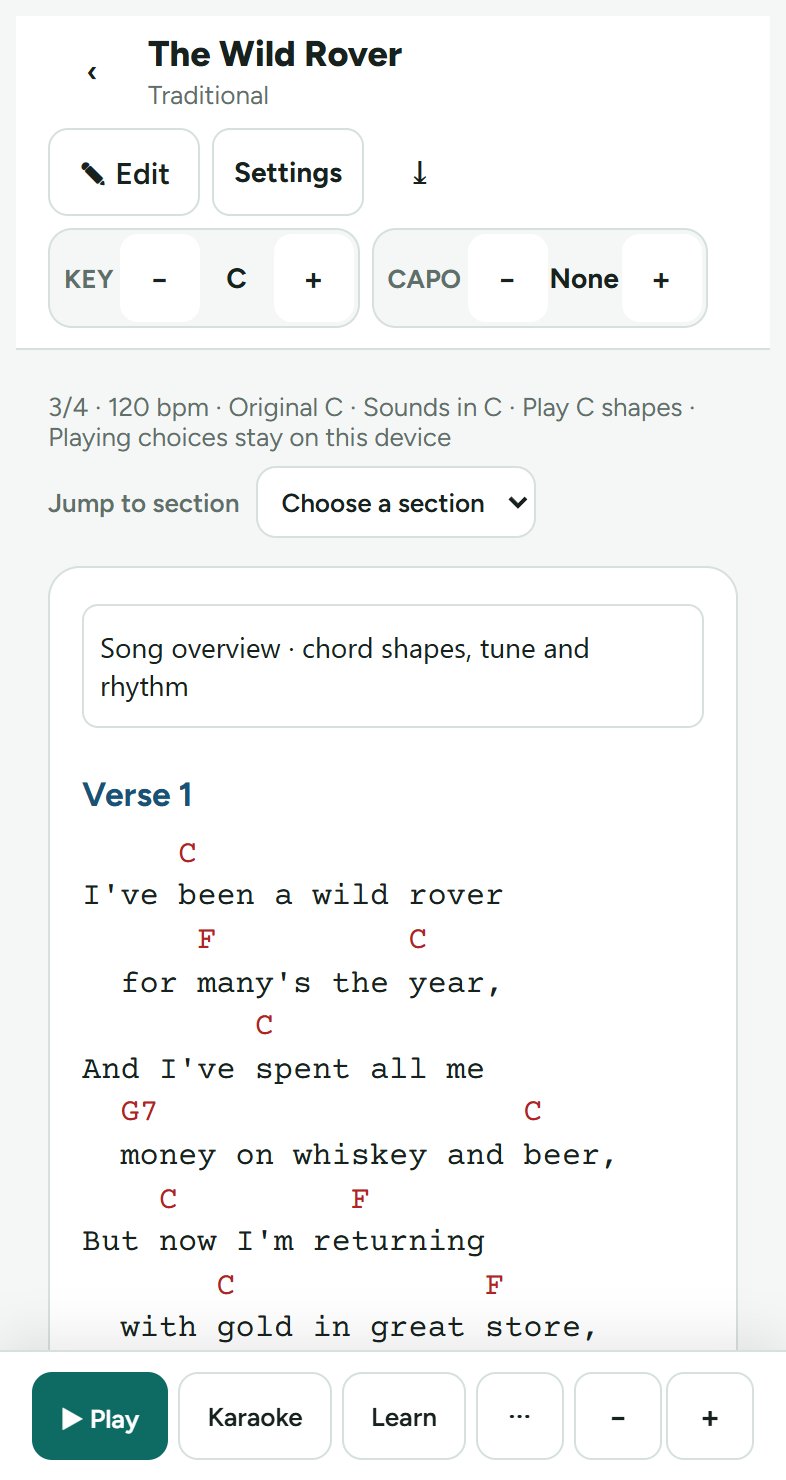 ‹
The Wild Rover
Traditional
✏ Edit Settings ⤓
KEY – C + CAPO – None +
3/4 · 120 bpm · Original C · Sounds in C · Play C shapes ·
Playing choices stay on this device
Jump to section Choose a section
Song overview · chord shapes, tune and
rhythm
Verse 1
C
I've been a wild rover
F C
for many's the year,
C
And I've spent all me
G7 C
money on whiskey and beer,
C F
But now I'm returning
C F
with gold in great store,
▶ Play Karaoke Learn ··· – +